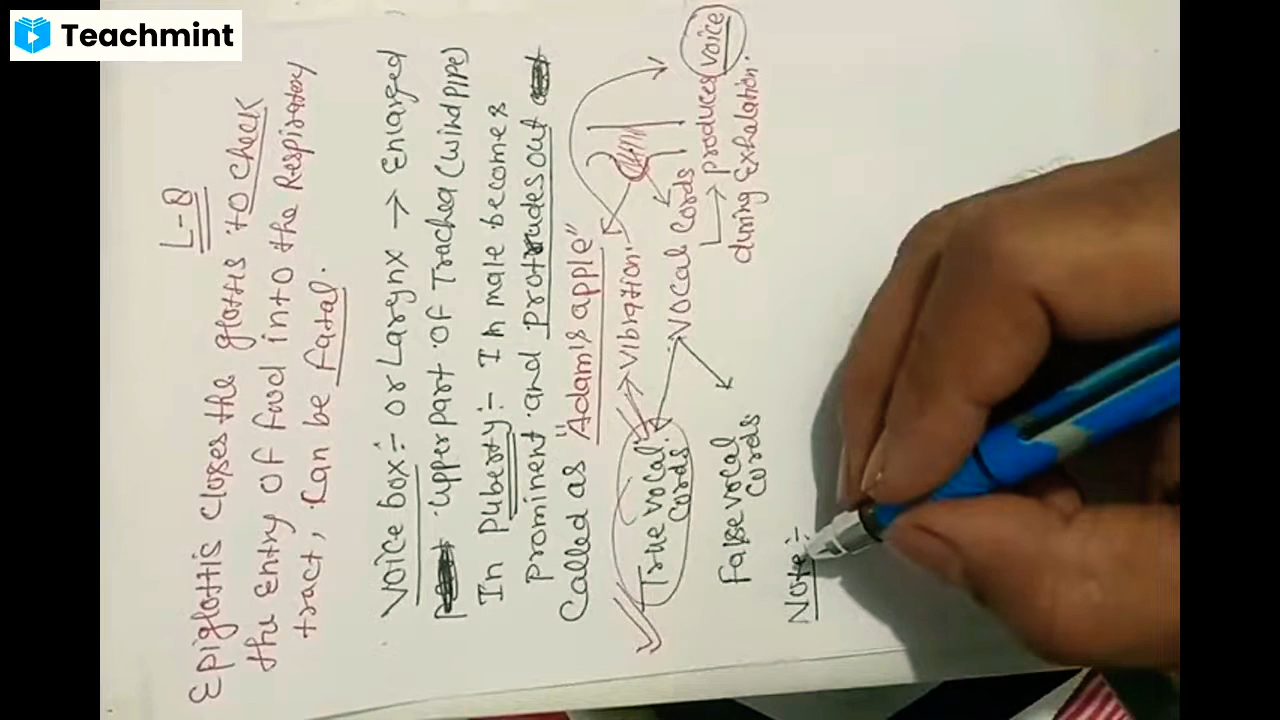 Teachmint
L-8
Epiglottis closes the glottis to check
the Entry of food into the Respiratory
tract, can be fatal.
Voice box:- or Larynx → Enlarged
upper part of Trachea (wind pipe)
In puberty:- In male becomes
prominent and protrudes out
called as "Adam's apple"
True vocal cords → vibration.
vocal cords
→ produces voice
during Exhalation.
False vocal
cords
Note:-